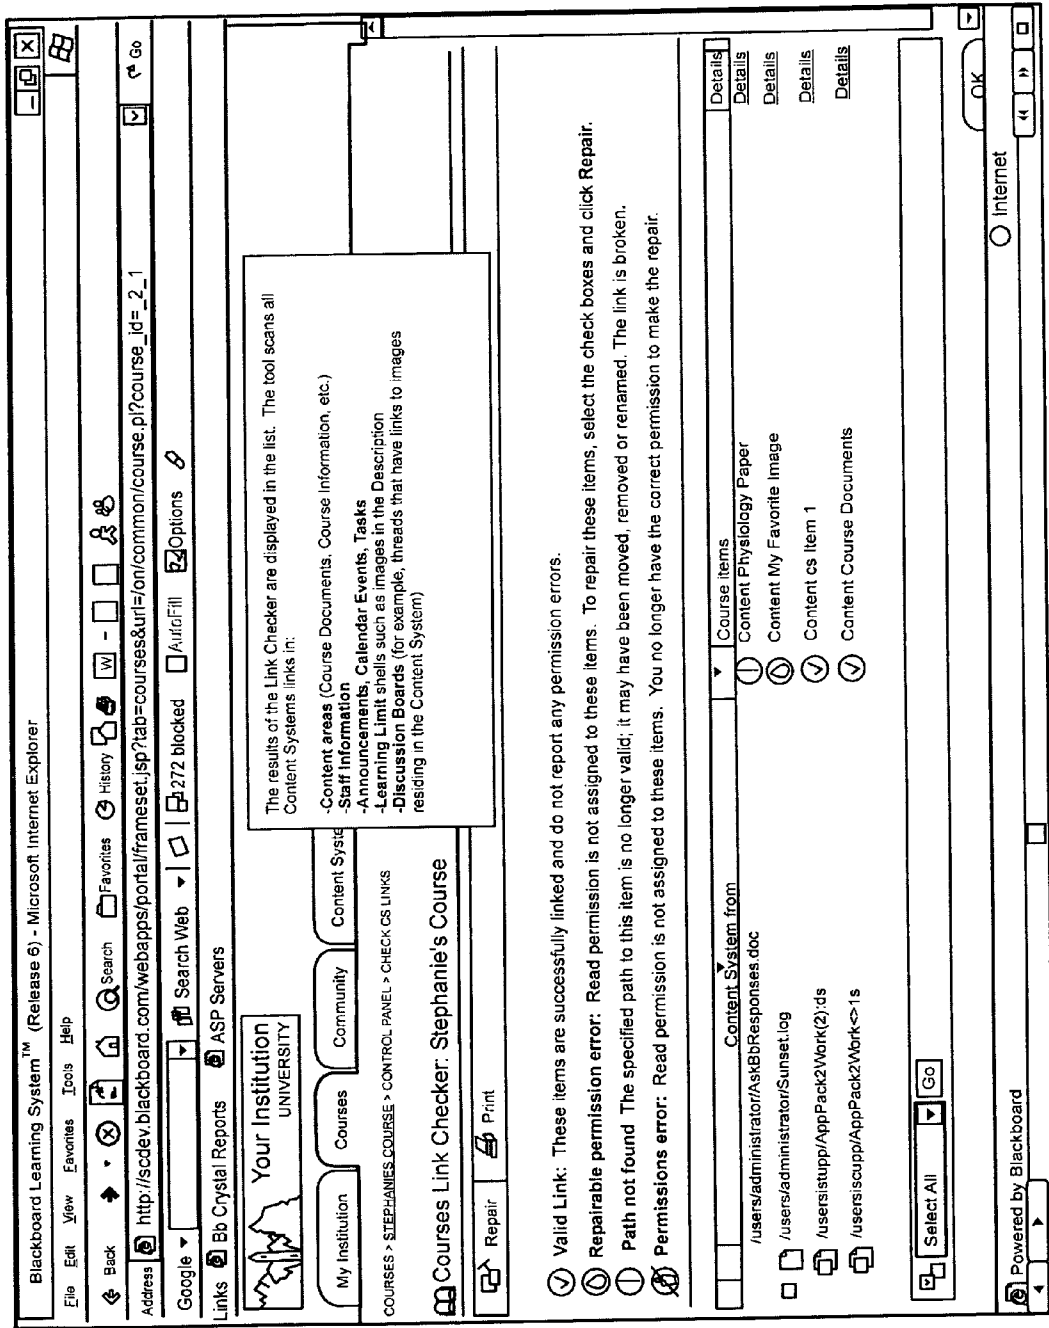 Blackboard Learning System™ (Release 6) - Microsoft Internet Explorer
File Edit View Favorites Tools Help
Back Search Favorites History W
Address http://scdev.blackboard.com/webapps/portal/frameset.jsp?tab=courses&url=/on/common/course.pl?course_id=_2_1 Go
Google Search Web 1272 blocked AutoFill Options
Links Bb Crystal Reports ASP Servers
Your Institution
UNIVERSITY
My Institution Courses Community Content Syste
The results of the Link Checker are displayed in the list. The tool scans all
Content Systems links in:
-Content areas (Course Documents, Course Information, etc.)
-Staff Information
-Announcements, Calendar Events, Tasks
-Learning Limit shells such as images in the Description
-Discussion Boards (for example, threads that have links to images
residing in the Content System)
COURSES > STEPHANIES COURSE > CONTROL PANEL > CHECK CS LINKS
Courses Link Checker: Stephanie's Course
Repair Print
Valid Link: These items are successfully linked and do not report any permission errors.
Repairable permission error: Read permission is not assigned to these items. To repair these items, select the check boxes and click Repair.
Path not found The specified path to this item is no longer valid; it may have been moved, removed or renamed. The link is broken.
Permissions error: Read permission is not assigned to these items. You no longer have the correct permission to make the repair.
Content System from Course items Details
/users/administrator/AskBbResponses.doc Content Physiology Paper Details
/users/administrator/Sunset.log Content My Favorite Image Details
/usersistupp/AppPack2Work(2):ds Content cs Item 1 Details
/usersiscupp/AppPack2Work<>1s Content Course Documents Details
Select All Go
OK
Powered by Blackboard Internet